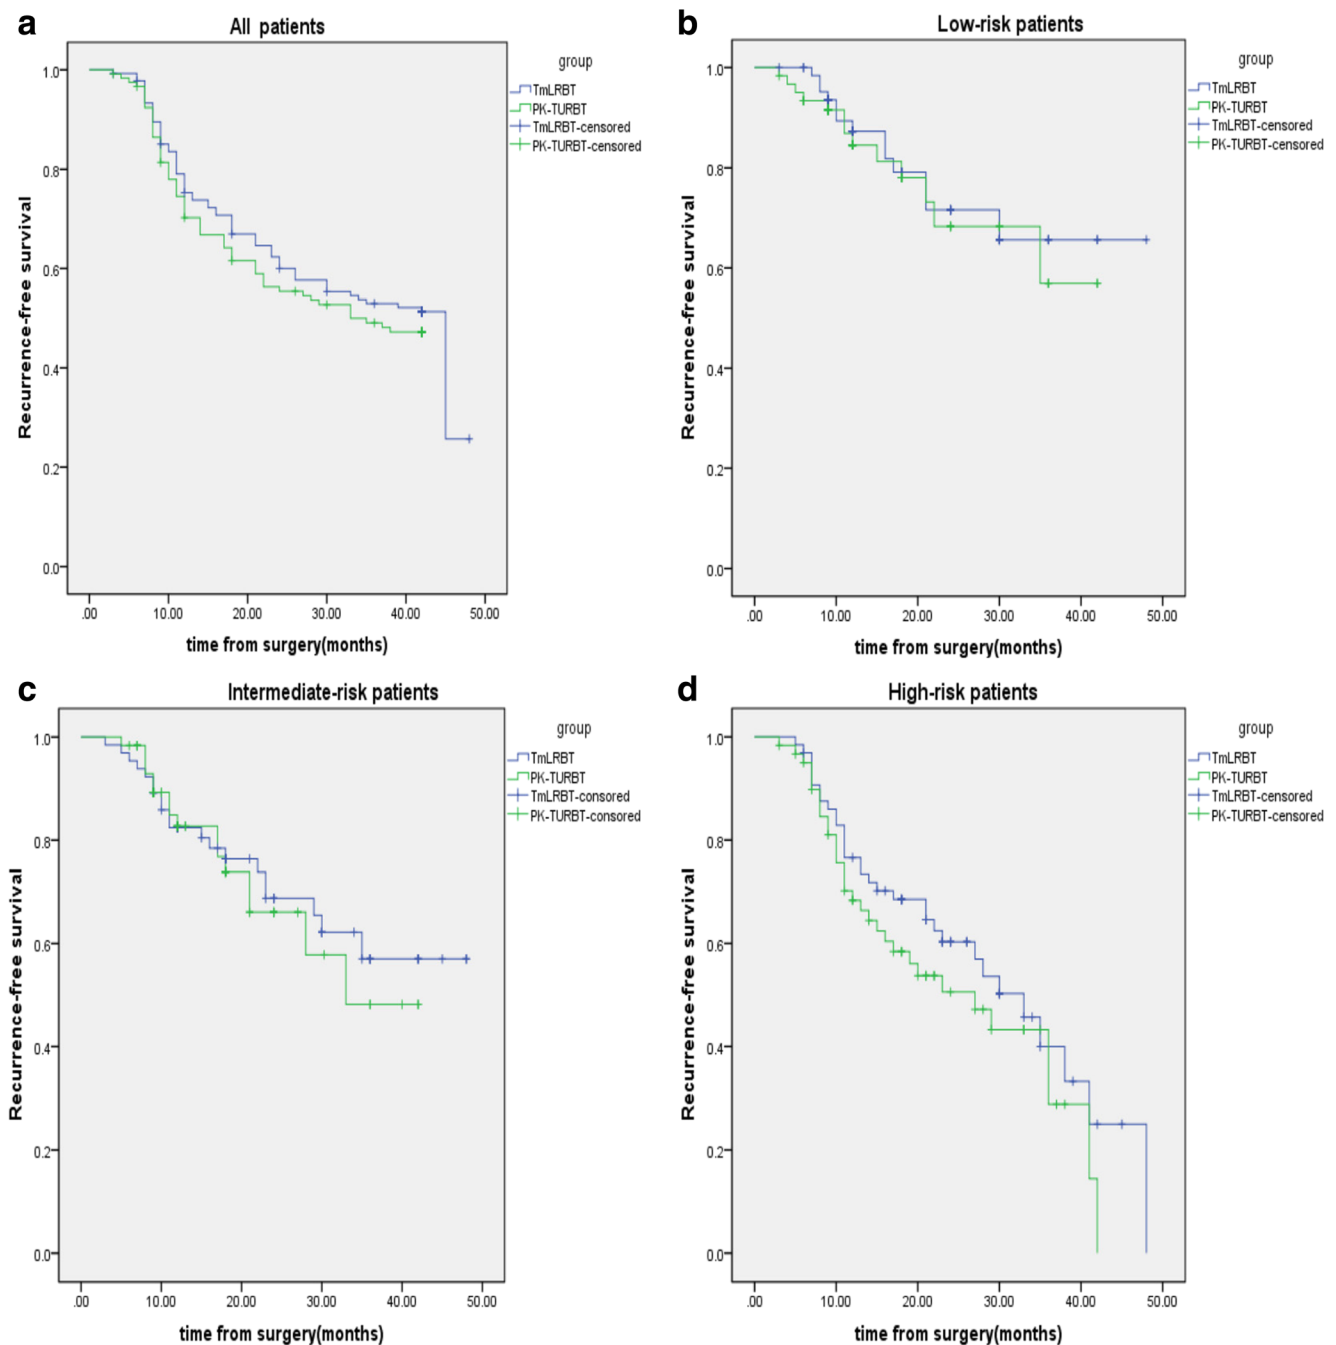 a
All patients
group
TmLRBT
PK-TURBT
TmLRBT-censored
PK-TURBT-censored
1.0
0.8
0.6
0.4
0.2
0.0
Recurrence-free survival
.00 10.00 20.00 30.00 40.00 50.00
time from surgery(months)
b
Low-risk patients
group
TmLRBT
PK-TURBT
TmLRBT-censored
PK-TURBT-censored
1.0
0.8
0.6
0.4
0.2
0.0
Recurrence-free survival
.00 10.00 20.00 30.00 40.00 50.00
time from surgery(months)
c
Intermediate-risk patients
group
TmLRBT
PK-TURBT
TmLRBT-consored
PK-TURBT-consored
1.0
0.8
0.6
0.4
0.2
0.0
Recurrence-free survival
.00 10.00 20.00 30.00 40.00 50.00
time from surgery(months)
d
High-risk patients
group
TmLRBT
PK-TURBT
TmLRBT-censored
PK-TURBT-censored
1.0
0.8
0.6
0.4
0.2
0.0
Recurrence-free survival
.00 10.00 20.00 30.00 40.00 50.00
time from surgery(months)